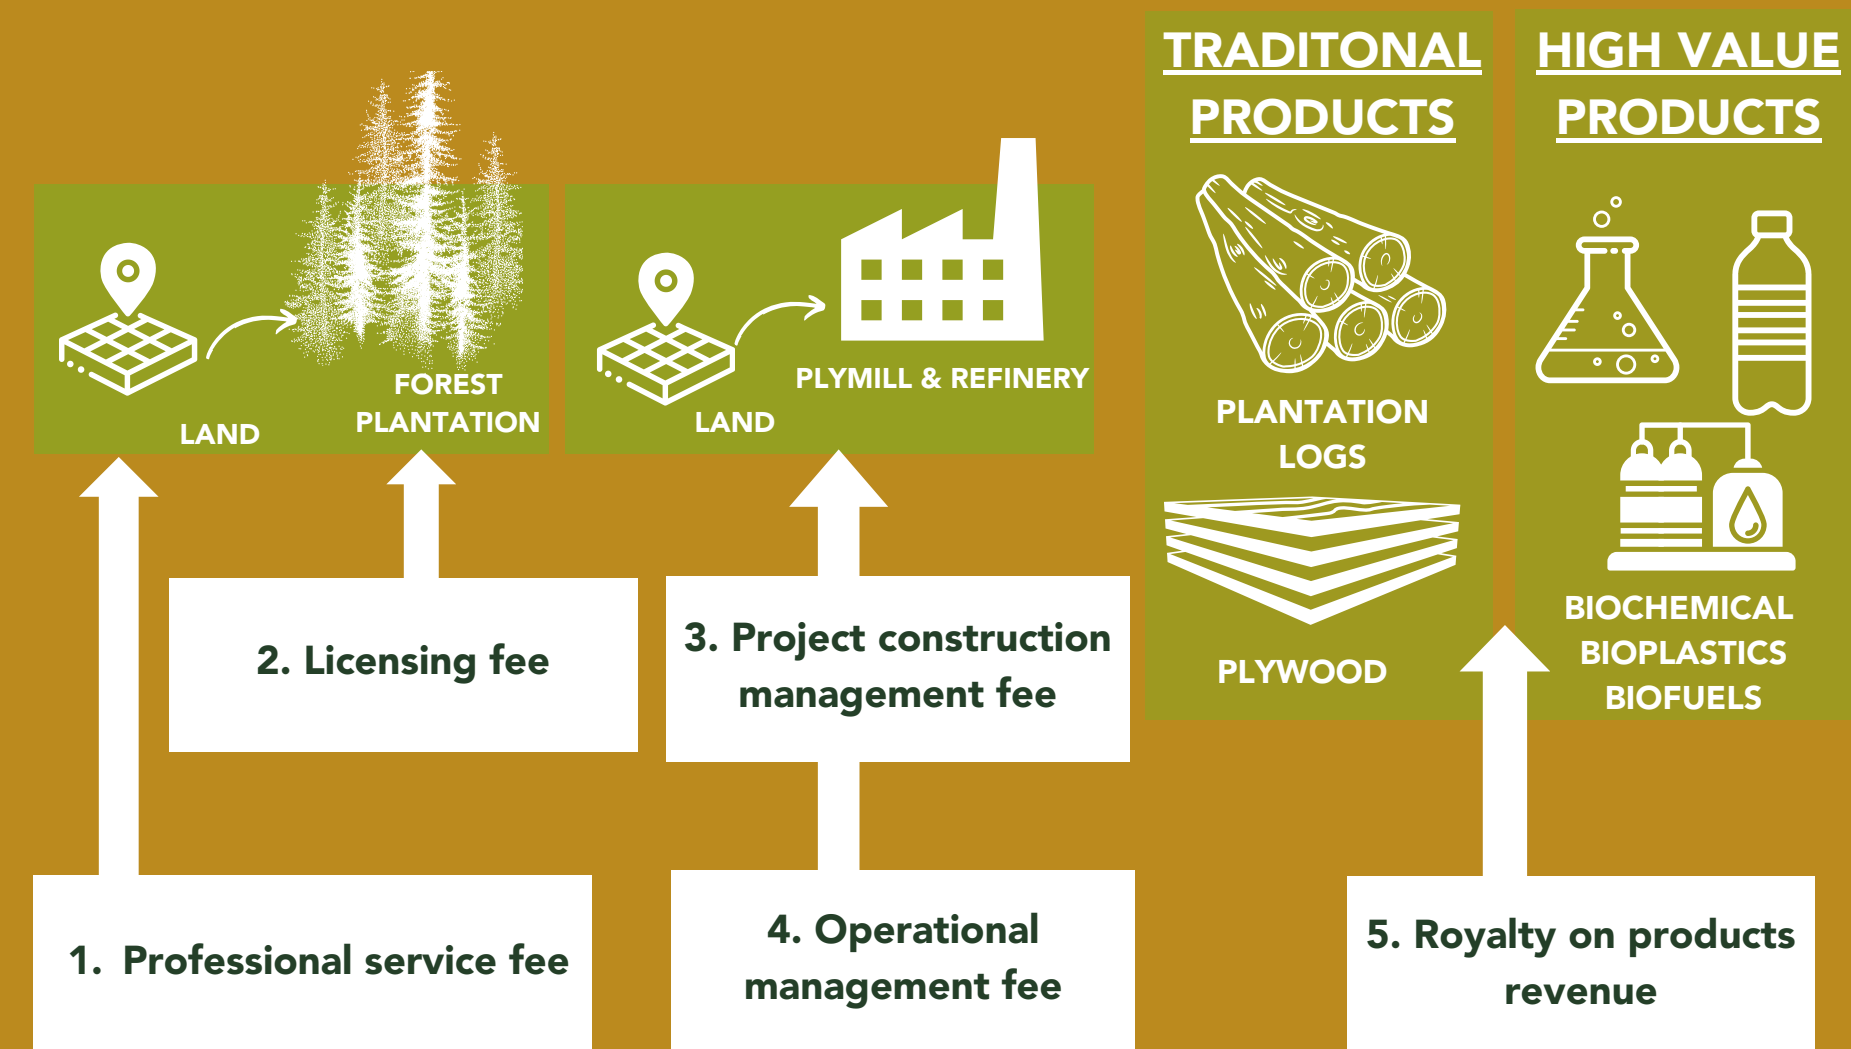 TRADITONAL
PRODUCTS
HIGH VALUE
PRODUCTS
FOREST
PLANTATION
LAND
PLYMILL & REFINERY
LAND
PLANTATION
LOGS
PLYWOOD
BIOCHEMICAL
BIOPLASTICS
BIOFUELS
2. Licensing fee
3. Project construction
management fee
1. Professional service fee
4. Operational
management fee
5. Royalty on products
revenue